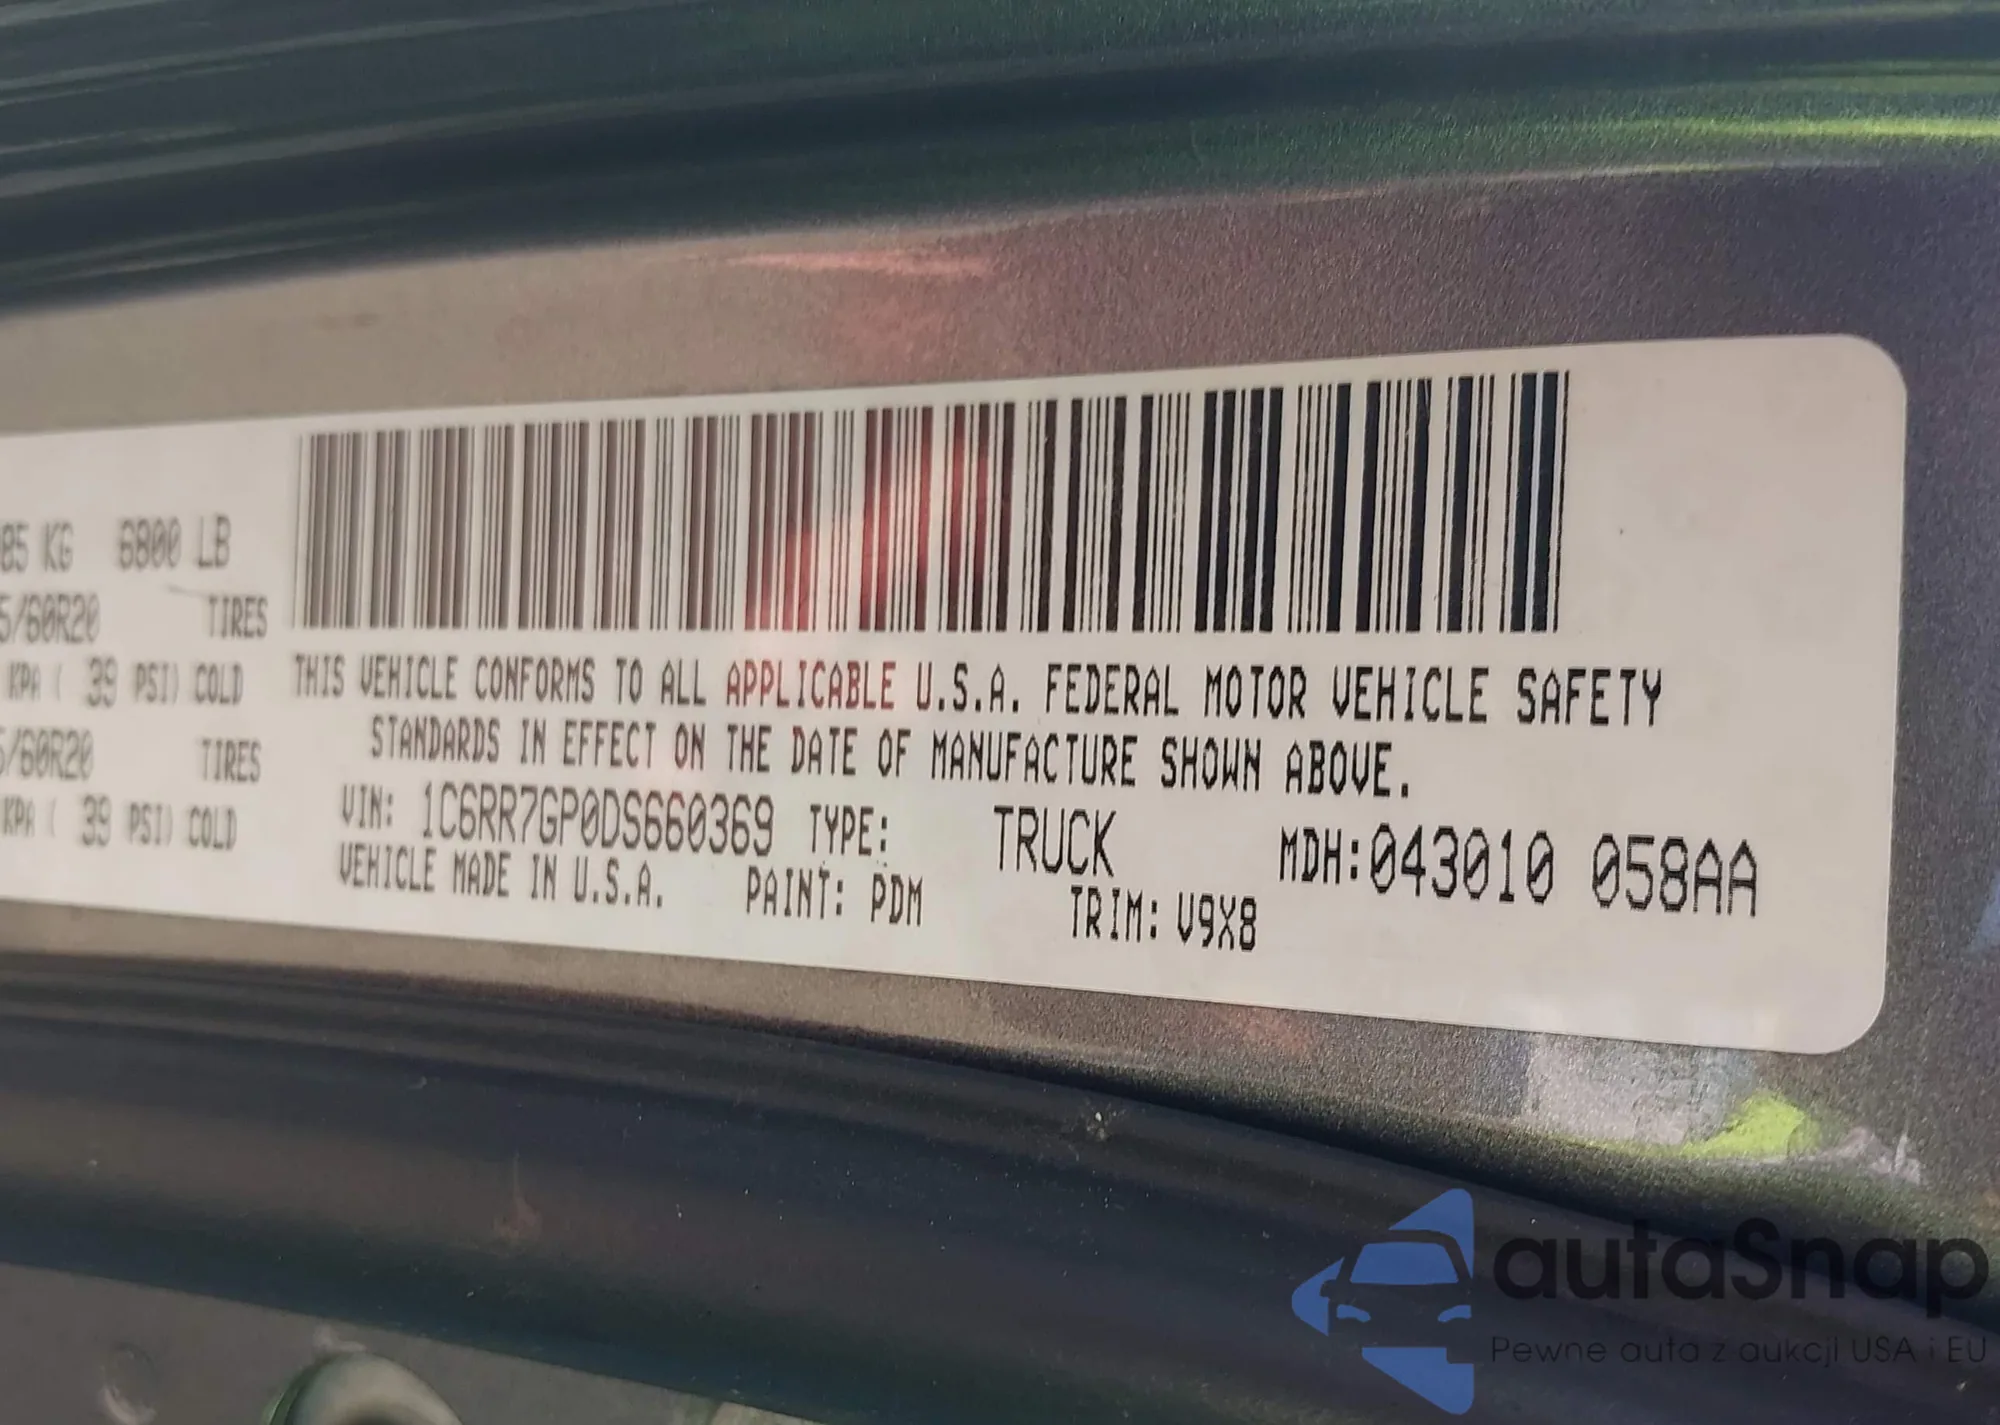 85 KG 6800 LB
5/60R20 TIRES
KPA ( 39 PSI) COLD
5/60R20 TIRES
KPA ( 39 PSI) COLD
THIS VEHICLE CONFORMS TO ALL APPLICABLE U.S.A. FEDERAL MOTOR VEHICLE SAFETY
STANDARDS IN EFFECT ON THE DATE OF MANUFACTURE SHOWN ABOVE.
VIN: 1C6RR7GP0DS660369 TYPE: TRUCK MDH:043010 058AA
VEHICLE MADE IN U.S.A. PAINT: PDM TRIM: V9X8
autaSnap
Pewne auta z aukcji USA i EU